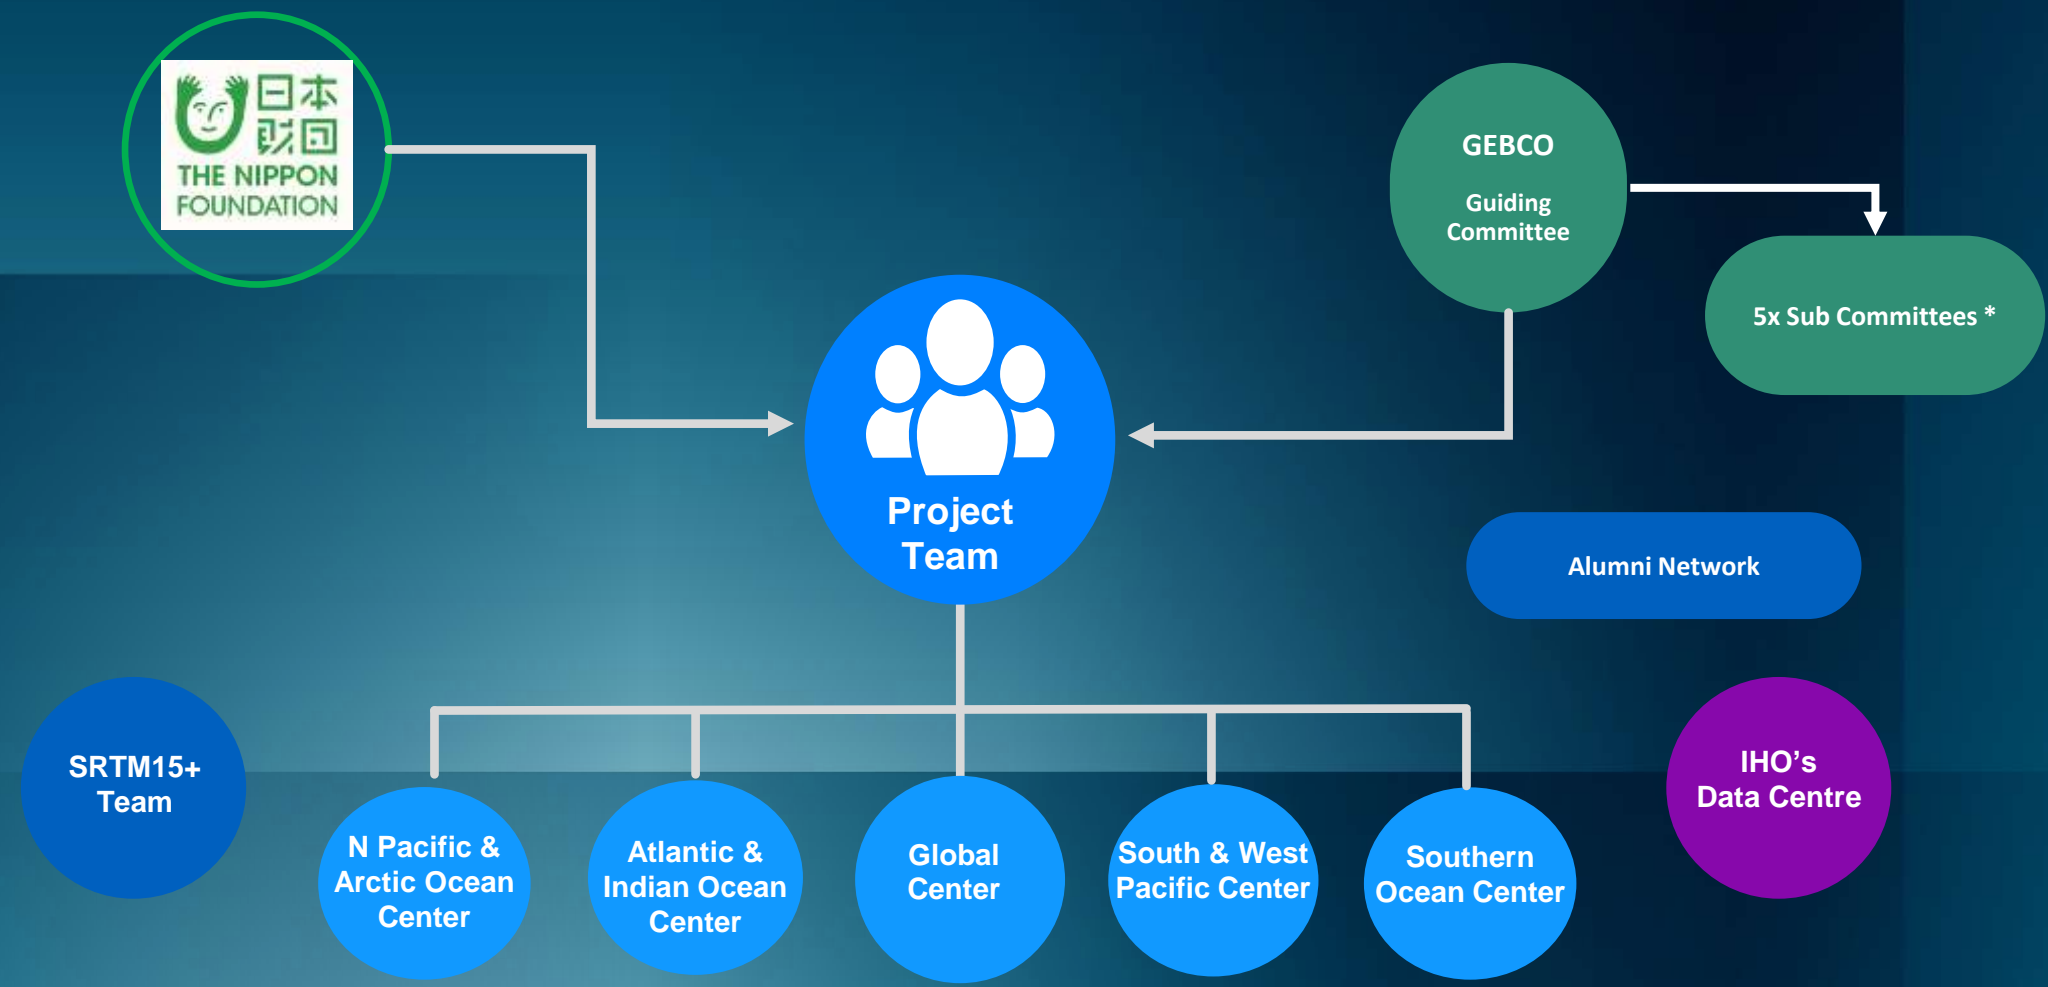 日本
財団
THE NIPPON
FOUNDATION
GEBCO
Guiding
Committee
5x Sub Committees *
Project
Team
Alumni Network
SRTM15+
Team
N Pacific &
Arctic Ocean
Center
Atlantic &
Indian Ocean
Center
Global
Center
South & West
Pacific Center
Southern
Ocean Center
IHO’s
Data Centre